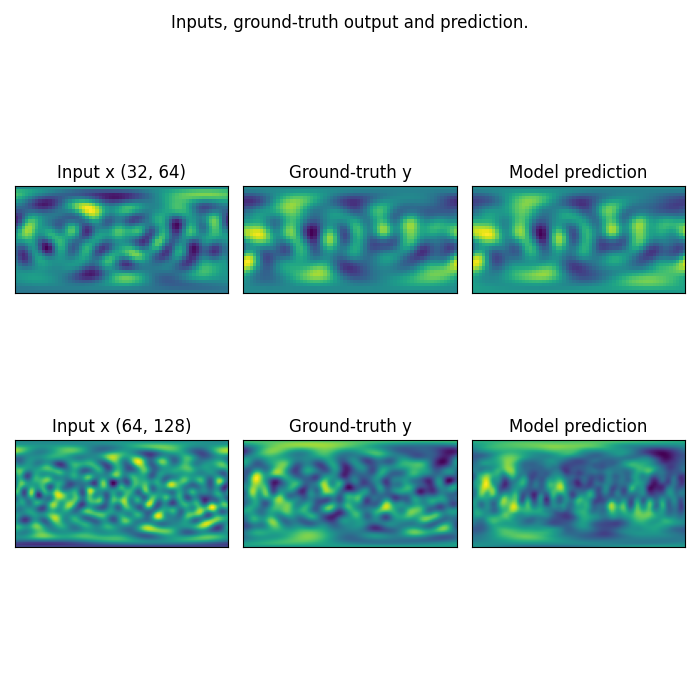 Inputs, ground-truth output and prediction.
Input x (32, 64)
Ground-truth y
Model prediction
Input x (64, 128)
Ground-truth y
Model prediction